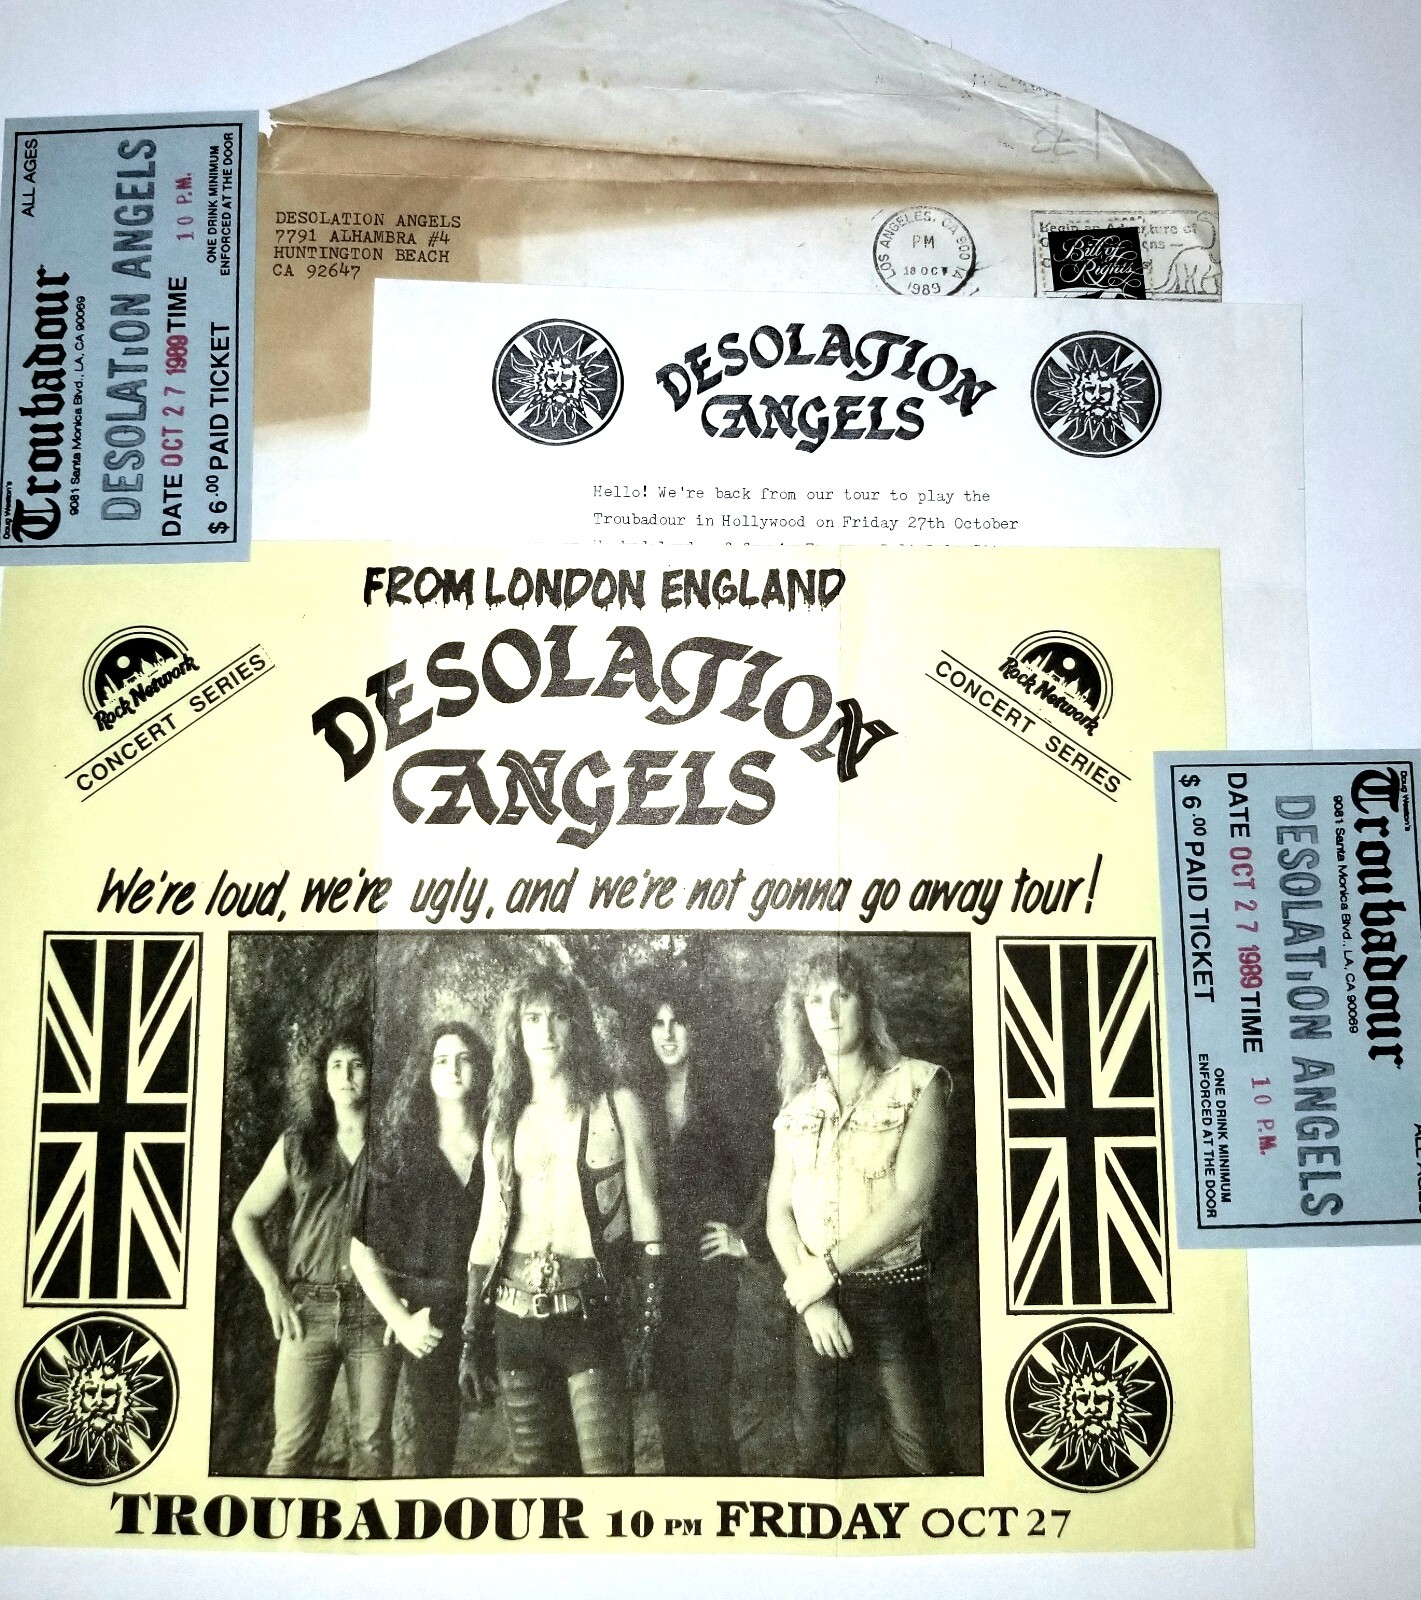 Doug Weston's
Troubadour
9081 Santa Monica Blvd., LA, CA 90069
ALL AGES
DESOLATION ANGELS
DATE OCT 27 1989 TIME 10 P.M.
$6.00 PAID TICKET
ONE DRINK MINIMUM
ENFORCED AT THE DOOR
DESOLATION ANGELS
7791 ALHAMBRA #4
HUNTINGTON BEACH
CA 92647
LOS ANGELES, CA 900 1A
PM
18 OCT
1989
Bill of
Rights
DESOLATION
ANGELS
Hello! We're back from our tour to play the
Troubadour in Hollywood on Friday 27th October
FROM LONDON ENGLAND
DESOLATION
ANGELS
Rock Network
CONCERT SERIES
Rock Network
CONCERT SERIES
We're loud, we're ugly, and we're not gonna go away tour!
TROUBADOUR 10 PM FRIDAY OCT 27
Doug Weston's
Troubadour
9081 Santa Monica Blvd., LA, CA 90069
DESOLATION ANGELS
DATE OCT 27 1989 TIME 10 P.M.
$6.00 PAID TICKET
ONE DRINK MINIMUM
ENFORCED AT THE DOOR